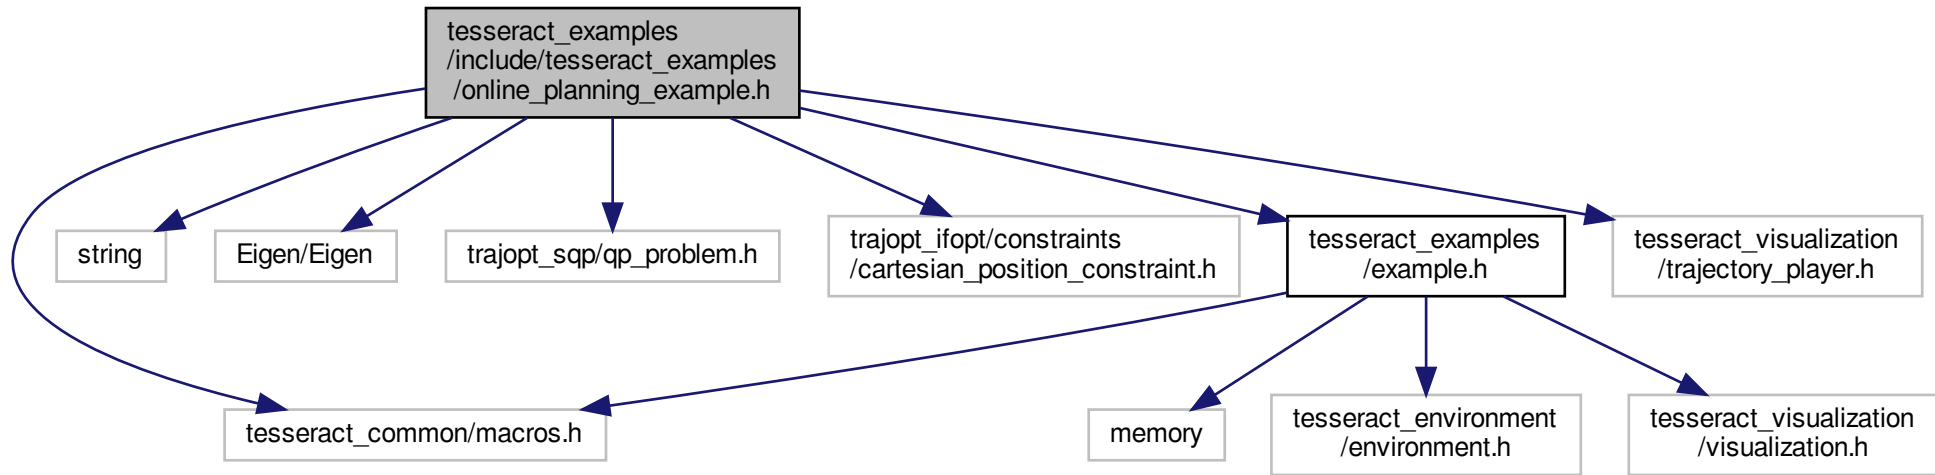 tesseract_examples
/include/tesseract_examples
/online_planning_example.h
string
Eigen/Eigen
trajopt_sqp/qp_problem.h
trajopt_ifopt/constraints
/cartesian_position_constraint.h
tesseract_examples
/example.h
tesseract_visualization
/trajectory_player.h
tesseract_common/macros.h
memory
tesseract_environment
/environment.h
tesseract_visualization
/visualization.h